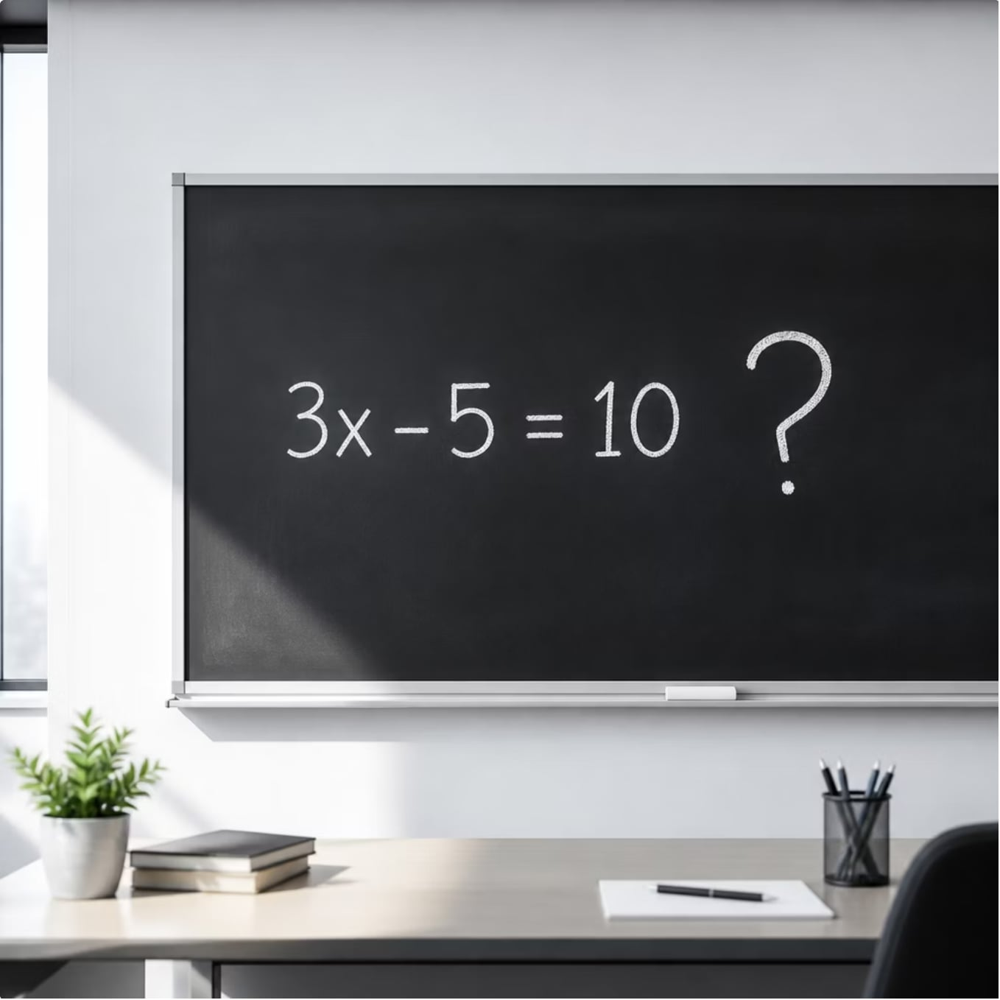 3x – 5 = 10 ?